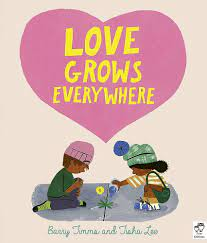 LOVE
GROWS
EVERYWHERE
Barry Timms and Tisha Lee